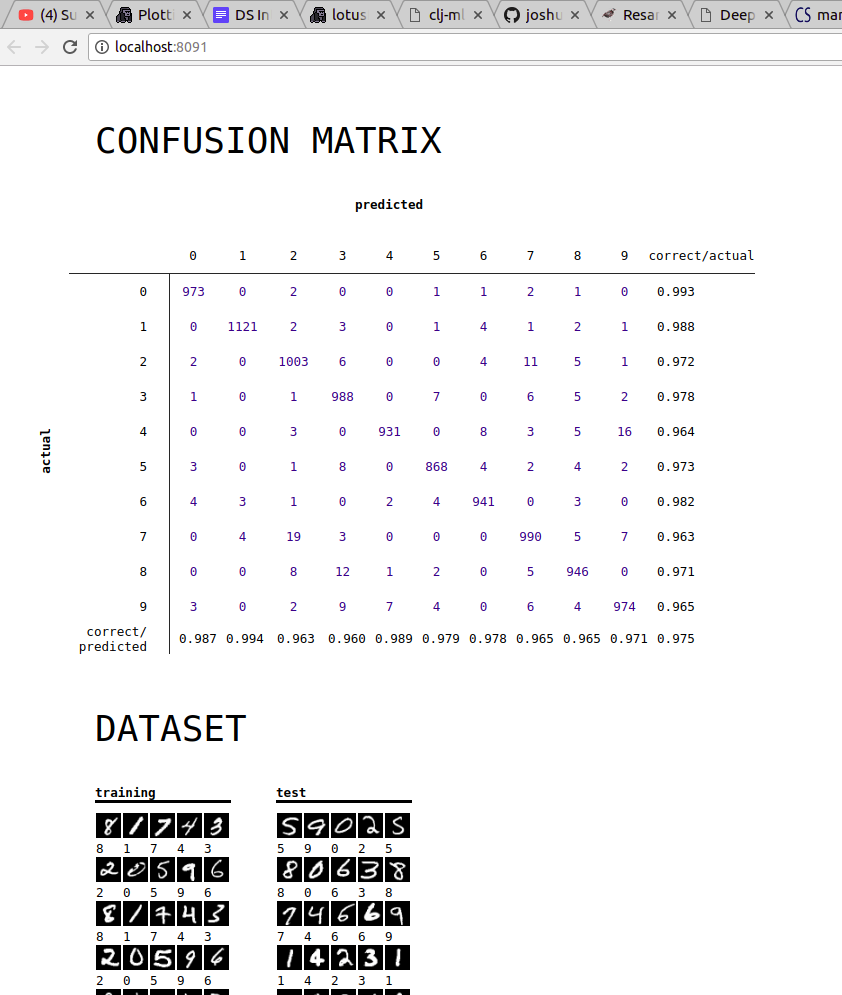 (4) Su Plotti DS In lotus clj-ml joshu Resar Deep CS mar
localhost:8091
CONFUSION MATRIX
predicted
0 1 2 3 4 5 6 7 8 9 correct/actual
0 973 0 2 0 0 1 1 2 1 0 0.993
1 0 1121 2 3 0 1 4 1 2 1 0.988
2 2 0 1003 6 0 0 4 11 5 1 0.972
3 1 0 1 988 0 7 0 6 5 2 0.978
actual
4 0 0 3 0 931 0 8 3 5 16 0.964
5 3 0 1 8 0 868 4 2 4 2 0.973
6 4 3 1 0 2 4 941 0 3 0 0.982
7 0 4 19 3 0 0 0 990 5 7 0.963
8 0 0 8 12 1 2 0 5 946 0 0.971
9 3 0 2 9 7 4 0 6 4 974 0.965
correct/
predicted 0.987 0.994 0.963 0.960 0.989 0.979 0.978 0.965 0.965 0.971 0.975
DATASET
training test
8 1 7 4 3 5 9 0 2 5
8 1 7 4 3 5 9 0 2 5
2 0 5 9 6 8 0 6 3 8
2 0 5 9 6 8 0 6 3 8
8 1 7 4 3 7 4 6 6 9
8 1 7 4 3 7 4 6 6 9
2 0 5 9 6 1 4 2 3 1
2 0 5 9 6 1 4 2 3 1